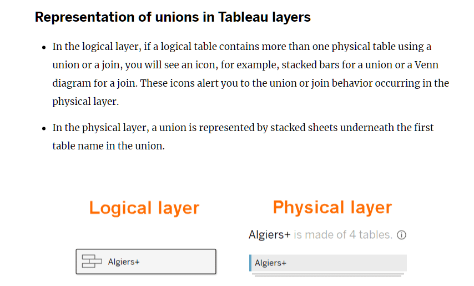 Representation of unions in Tableau layers
• In the logical layer, if a logical table contains more than one physical table using a
union or a join, you will see an icon, for example, stacked bars for a union or a Venn
diagram for a join. These icons alert you to the union or join behavior occurring in the
physical layer.
• In the physical layer, a union is represented by stacked sheets underneath the first
table name in the union.
Logical layer
Physical layer
Algiers+ is made of 4 tables. ⓘ
Algiers+
Algiers+